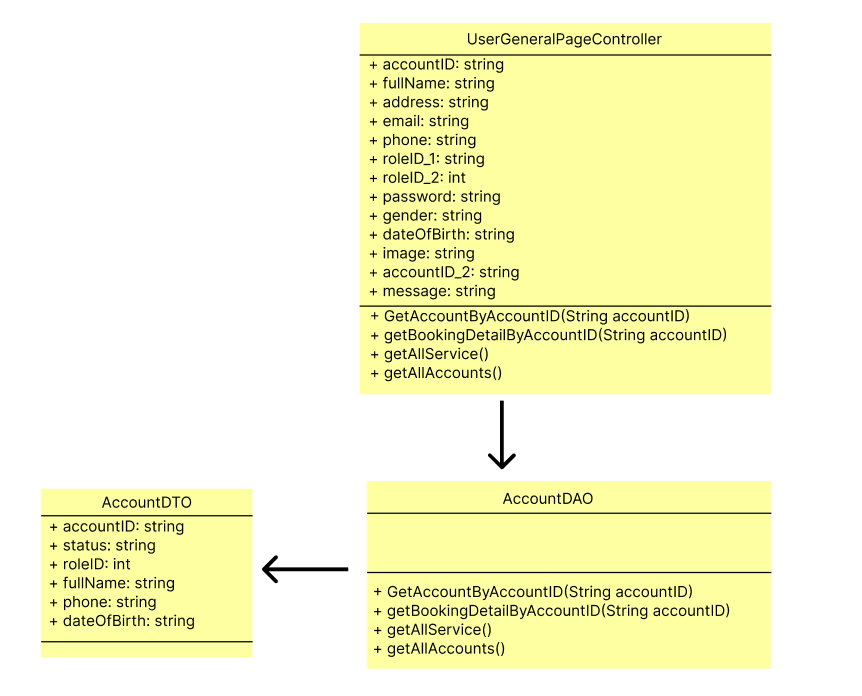 UserGeneralPageController
+ accountID: string
+ fullName: string
+ address: string
+ email: string
+ phone: string
+ roleID_1: string
+ roleID_2: int
+ password: string
+ gender: string
+ dateOfBirth: string
+ image: string
+ accountID_2: string
+ message: string
+ GetAccountByAccountID(String accountID)
+ getBookingDetailByAccountID(String accountID)
+ getAllService()
+ getAllAccounts()
AccountDTO
+ accountID: string
+ status: string
+ roleID: int
+ fullName: string
+ phone: string
+ dateOfBirth: string
AccountDAO
+ GetAccountByAccountID(String accountID)
+ getBookingDetailByAccountID(String accountID)
+ getAllService()
+ getAllAccounts()